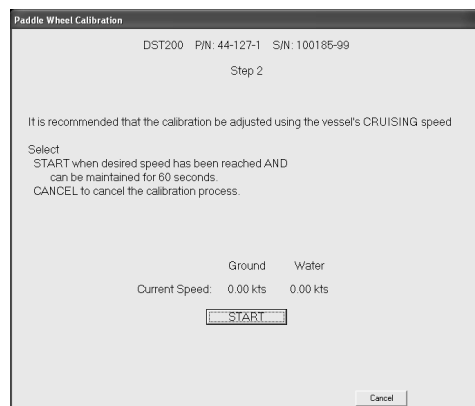 Paddle Wheel Calibration
DST200 P/N: 44-127-1 S/N: 100185-99
Step 2
It is recommended that the calibration be adjusted using the vessel's CRUISING speed
Select
START when desired speed has been reached AND
can be maintained for 60 seconds.
CANCEL to cancel the calibration process.
Ground Water
Current Speed: 0.00 kts 0.00 kts
START
Cancel